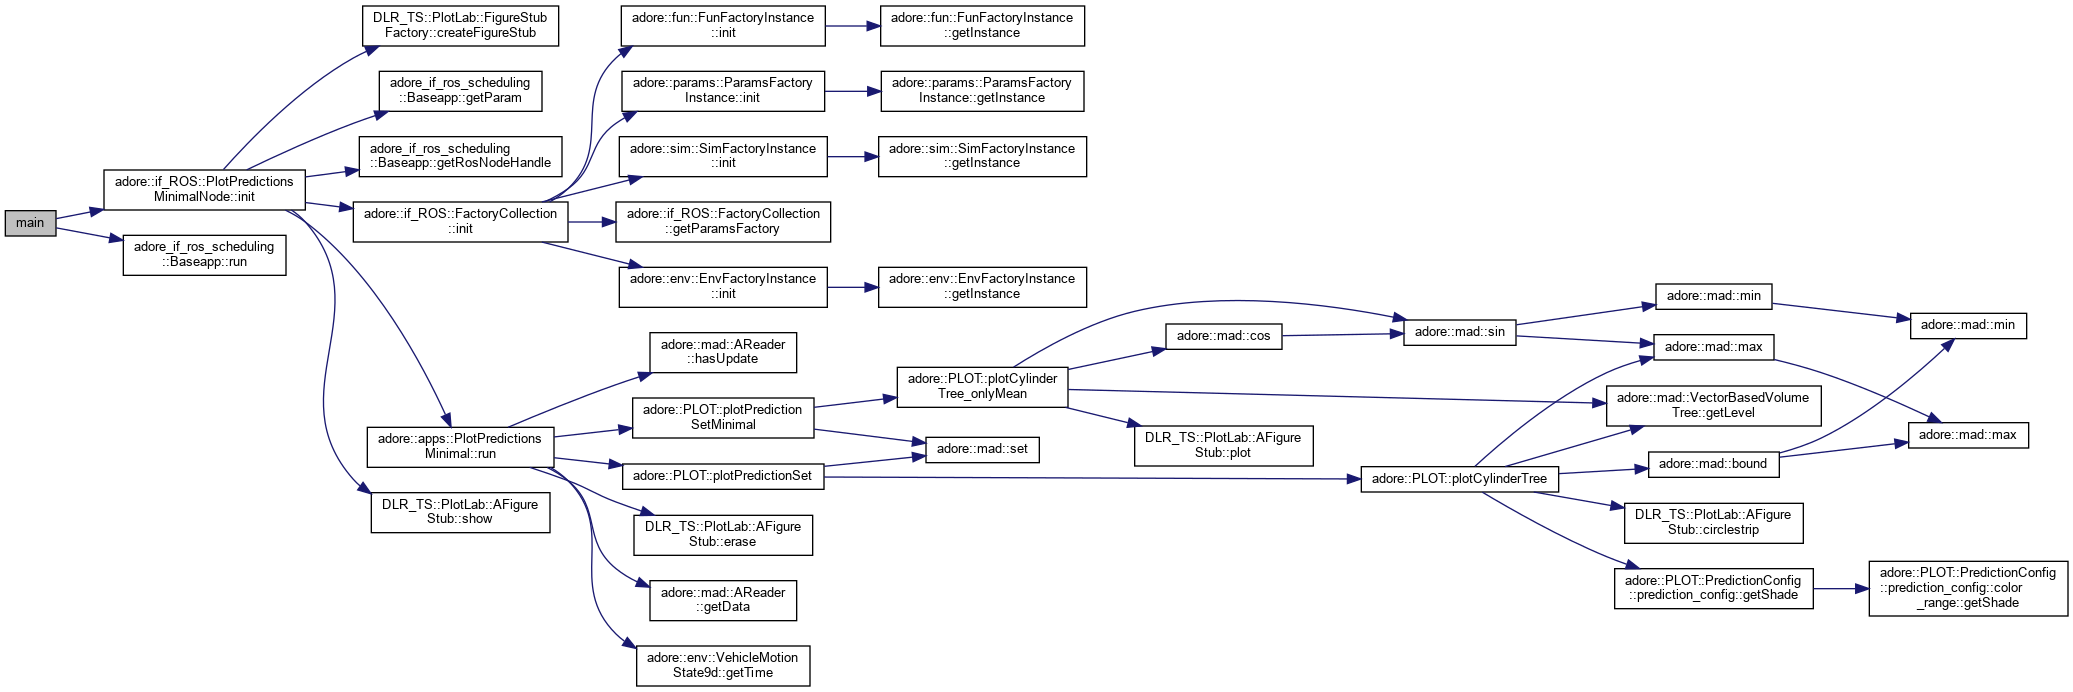 main
adore::if_ROS::PlotPredictions
MinimalNode::init
adore_if_ros_scheduling
::Baseapp::run
DLR_TS::PlotLab::FigureStub
Factory::createFigureStub
adore_if_ros_scheduling
::Baseapp::getParam
adore_if_ros_scheduling
::Baseapp::getRosNodeHandle
adore::if_ROS::FactoryCollection
::init
adore::apps::PlotPredictions
Minimal::run
DLR_TS::PlotLab::AFigure
Stub::show
adore::fun::FunFactoryInstance
::init
adore::params::ParamsFactory
Instance::init
adore::sim::SimFactoryInstance
::init
adore::if_ROS::FactoryCollection
::getParamsFactory
adore::env::EnvFactoryInstance
::init
adore::mad::AReader
::hasUpdate
adore::PLOT::plotPrediction
SetMinimal
adore::PLOT::plotPredictionSet
DLR_TS::PlotLab::AFigure
Stub::erase
adore::mad::AReader
::getData
adore::env::VehicleMotion
State9d::getTime
adore::fun::FunFactoryInstance
::getInstance
adore::params::ParamsFactory
Instance::getInstance
adore::sim::SimFactoryInstance
::getInstance
adore::env::EnvFactoryInstance
::getInstance
adore::PLOT::plotCylinder
Tree_onlyMean
adore::mad::set
adore::mad::cos
DLR_TS::PlotLab::AFigure
Stub::plot
adore::mad::sin
adore::PLOT::plotCylinderTree
adore::mad::min
adore::mad::max
adore::mad::VectorBasedVolume
Tree::getLevel
adore::mad::bound
DLR_TS::PlotLab::AFigure
Stub::circlestrip
adore::PLOT::PredictionConfig
::prediction_config::getShade
adore::mad::min
adore::mad::max
adore::PLOT::PredictionConfig
::prediction_config::color
_range::getShade